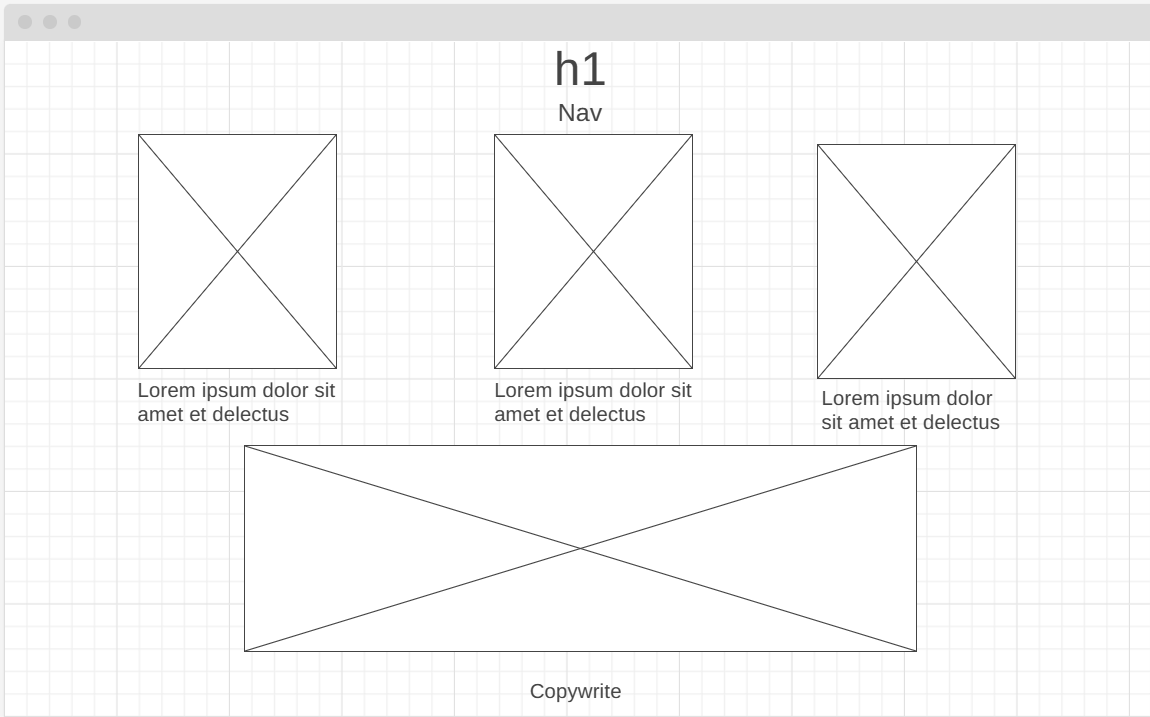 h1
Nav
Lorem ipsum dolor sit
amet et delectus
Lorem ipsum dolor sit
amet et delectus
Lorem ipsum dolor
sit amet et delectus
Copywrite